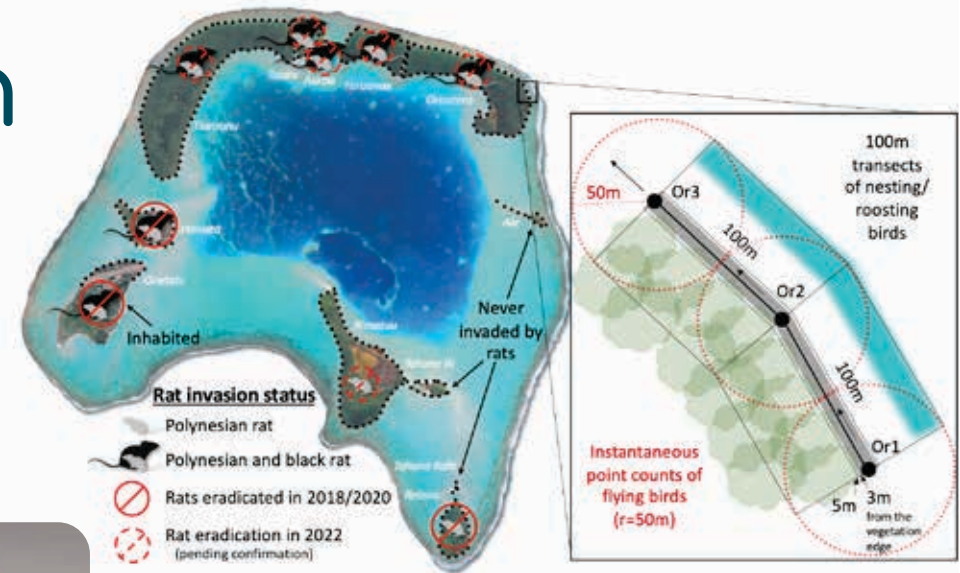 n
Inhabited
Never
invaded by
rats
Rat invasion status
Polynesian rat
Polynesian and black rat
Rats eradicated in 2018/2020
Rat eradication in 2022
(pending confirmation)
100m
transects
of nesting/
roosting
birds
50m
Or3
100m
Or2
100m
Or1
Instantaneous
point counts of
flying birds
(r=50m)
5m
3m
from the
vegetation
edge